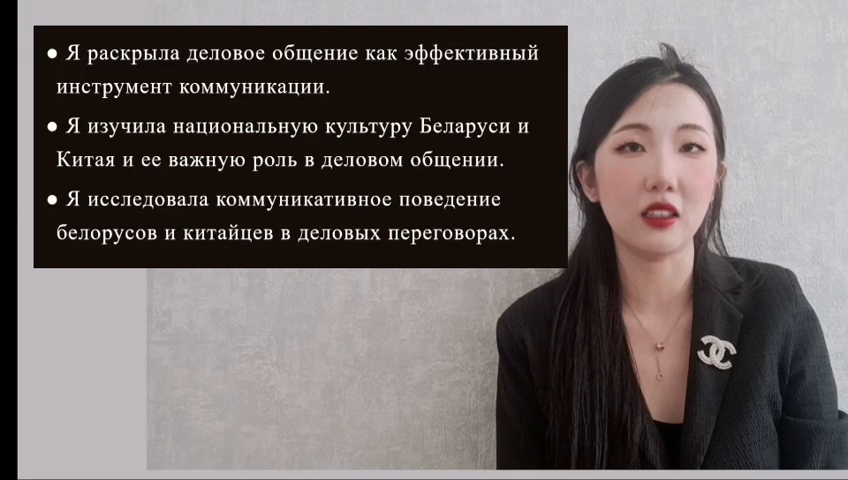 ● Я раскрыла деловое общение как эффективный
инструмент коммуникации.
● Я изучила национальную культуру Беларуси и
Китая и ее важную роль в деловом общении.
● Я исследовала коммуникативное поведение
белорусов и китайцев в деловых переговорах.